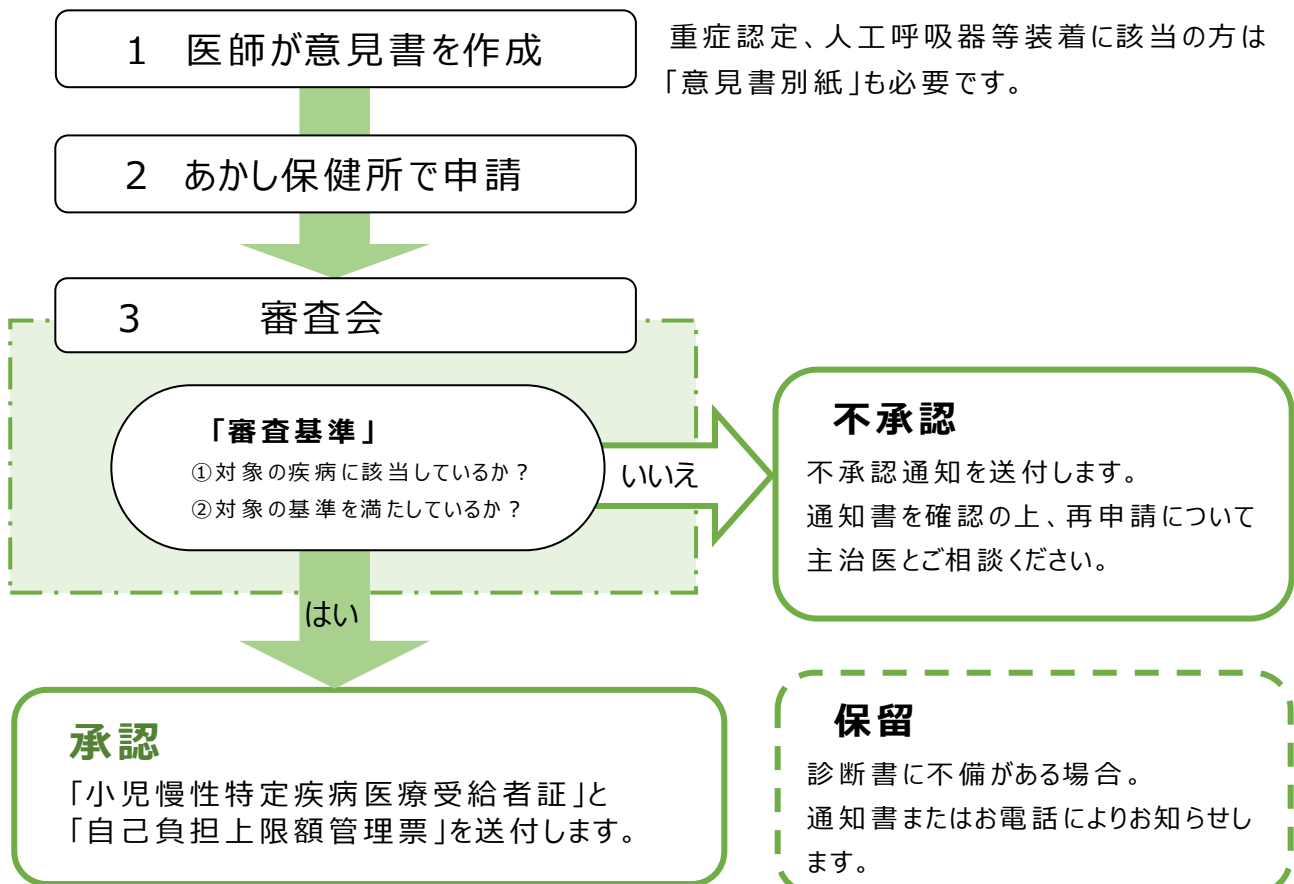 1 医師が意見書を作成
重症認定、人工呼吸器等装着に該当の方は
「意見書別紙」も必要です。
2 あかし保健所で申請
3 審査会
「審査基準」
①対象の疾病に該当しているか？
②対象の基準を満たしているか？
いいえ
不承認
不承認通知を送付します。
通知書を確認の上、再申請について
主治医とご相談ください。
はい
承認
「小児慢性特定疾病医療受給者証」と
「自己負担上限額管理票」を送付します。
保留
診断書に不備がある場合。
通知書またはお電話によりお知らせし
ます。